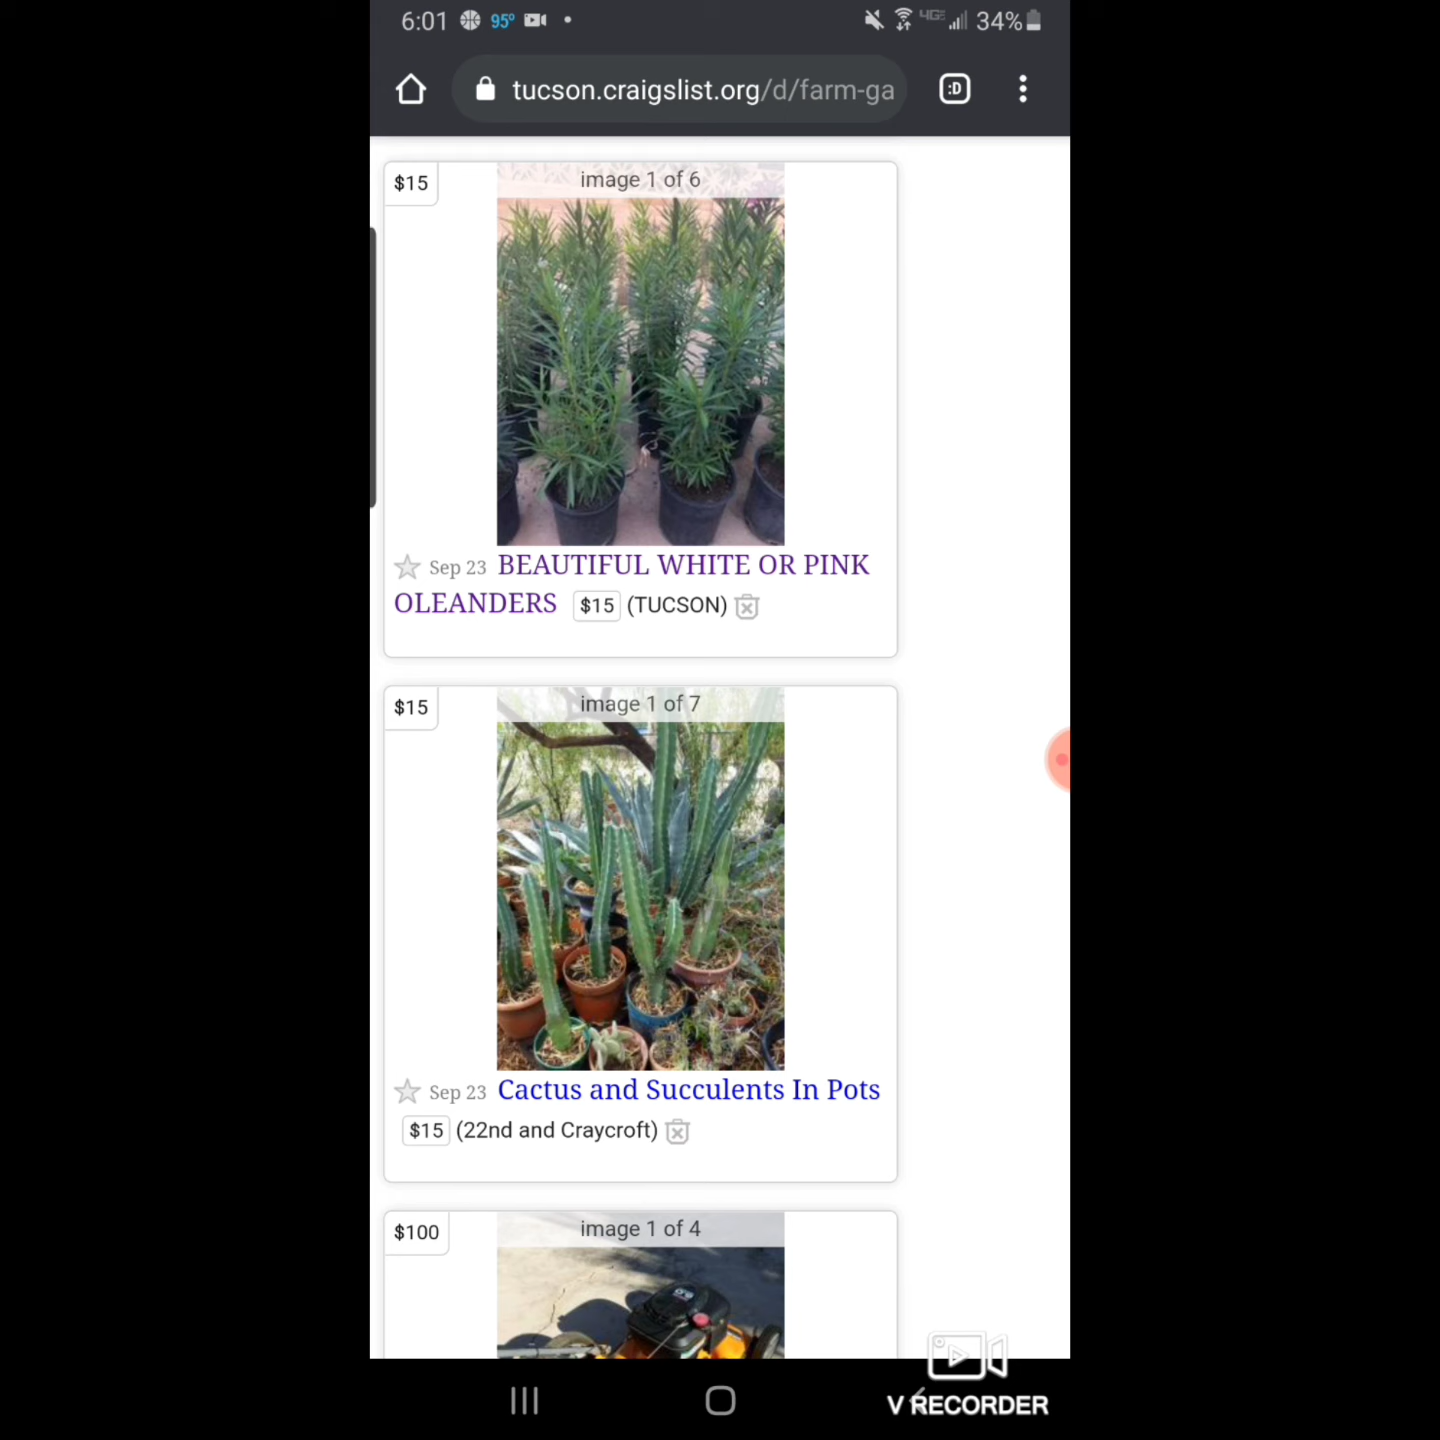 6:01 95° 4GE 34%
tucson.craigslist.org/d/farm-ga :D
$15
image 1 of 6
Sep 23 BEAUTIFUL WHITE OR PINK
OLEANDERS $15 (TUCSON)
$15
image 1 of 7
Sep 23 Cactus and Succulents In Pots
$15 (22nd and Craycroft)
$100
image 1 of 4
V RECORDER